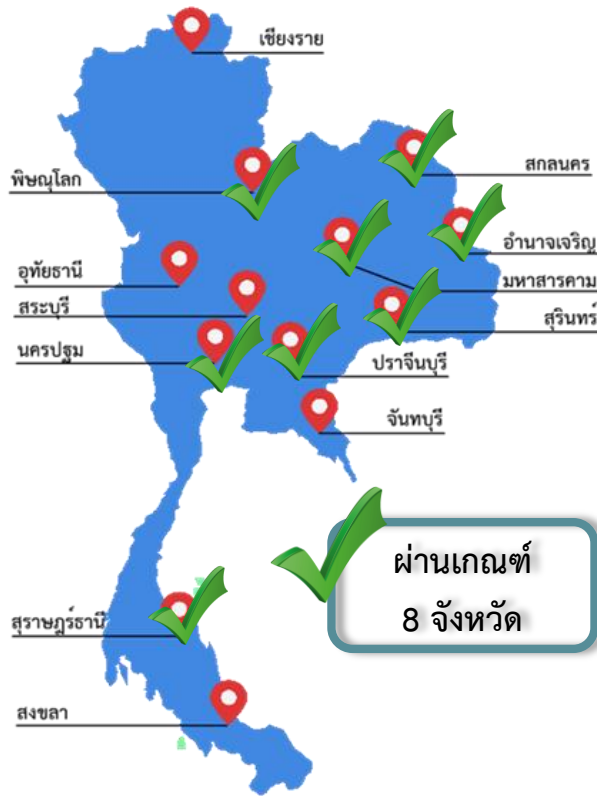 เชียงราย
พิษณุโลก
สกลนคร
อำนาจเจริญ
อุทัยธานี
มหาสารคาม
สระบุรี
สุรินทร์
นครปฐม
ปราจีนบุรี
จันทบุรี
ผ่านเกณฑ์
8 จังหวัด
สุราษฎร์ธานี
สงขลา